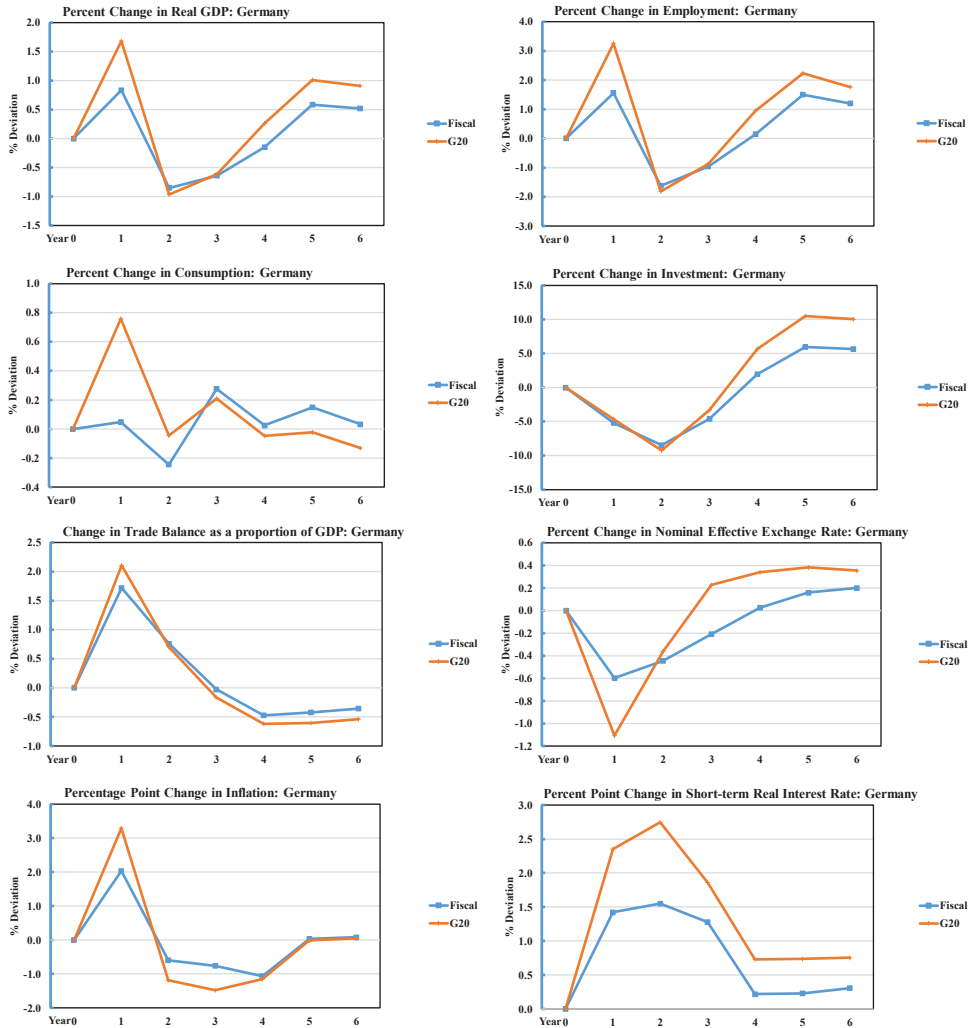 Percent Change in Real GDP: Germany
% Deviation
2.0
1.5
1.0
0.5
0.0
-0.5
-1.0
-1.5
Year 0 1 2 3 4 5 6
Fiscal
G20
Percent Change in Employment: Germany
% Deviation
4.0
3.0
2.0
1.0
0.0
-1.0
-2.0
-3.0
Year 0 1 2 3 4 5 6
Fiscal
G20
Percent Change in Consumption: Germany
% Deviation
1.0
0.8
0.6
0.4
0.2
0.0
-0.2
-0.4
Year 0 1 2 3 4 5 6
Fiscal
G20
Percent Change in Investment: Germany
% Deviation
15.0
10.0
5.0
0.0
-5.0
-10.0
-15.0
Year 0 1 2 3 4 5 6
Fiscal
G20
Change in Trade Balance as a proportion of GDP: Germany
% Deviation
2.5
2.0
1.5
1.0
0.5
0.0
-0.5
-1.0
Year 0 1 2 3 4 5 6
Fiscal
G20
Percent Change in Nominal Effective Exchange Rate: Germany
% Deviation
0.6
0.4
0.2
0.0
-0.2
-0.4
-0.6
-0.8
-1.0
-1.2
Year 0 1 2 3 4 5 6
Fiscal
G20
Percentage Point Change in Inflation: Germany
% Deviation
4.0
3.0
2.0
1.0
0.0
-1.0
-2.0
Year 0 1 2 3 4 5 6
Fiscal
G20
Percent Point Change in Short-term Real Interest Rate: Germany
% Deviation
3.0
2.5
2.0
1.5
1.0
0.5
0.0
Year 0 1 2 3 4 5 6
Fiscal
G20